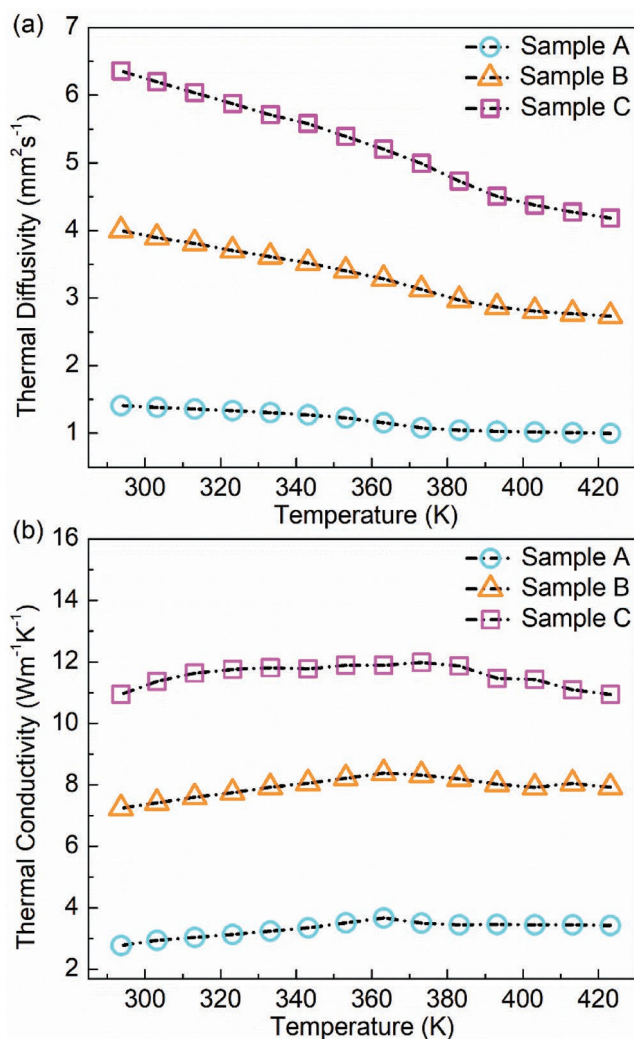 (a)
7
6
5
4
3
2
1
Thermal Diffusivity (mm²s⁻¹)
Sample A
Sample B
Sample C
300 320 340 360 380 400 420
Temperature (K)
(b)
16
14
12
10
8
6
4
2
Thermal Conductivity (Wm⁻¹K⁻¹)
Sample A
Sample B
Sample C
300 320 340 360 380 400 420
Temperature (K)